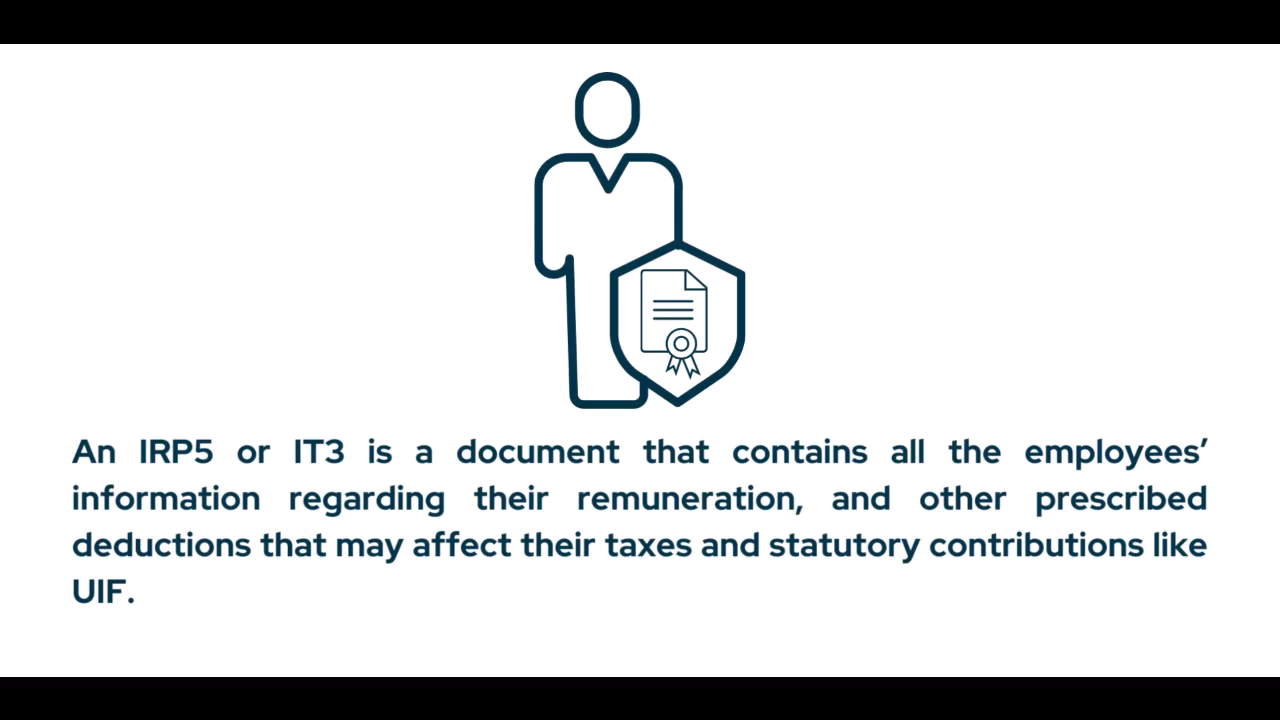 An IRP5 or IT3 is a document that contains all the employees’
information regarding their remuneration, and other prescribed
deductions that may affect their taxes and statutory contributions like
UIF.